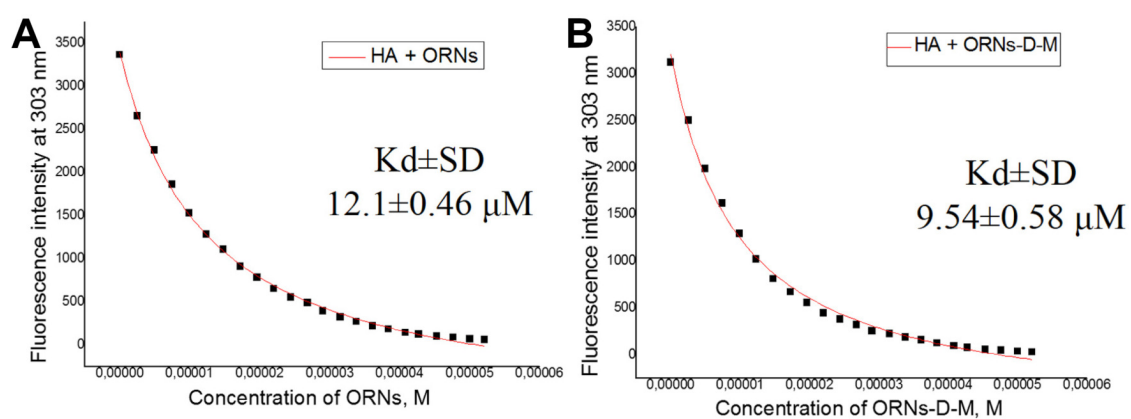 A
3500
3000
2500
2000
1500
1000
500
0
Fluorescence intensity at 303 nm
HA + ORNs
Kd±SD
12.1±0.46 μM
0,00000
0,00001
0,00002
0,00003
0,00004
0,00005
0,00006
Concentration of ORNs, M
B
3500
3000
2500
2000
1500
1000
500
0
Fluorescence intensity at 303 nm
HA + ORNs-D-M
Kd±SD
9.54±0.58 μM
0,00000
0,00001
0,00002
0,00003
0,00004
0,00005
0,00006
Concentration of ORNs-D-M, M